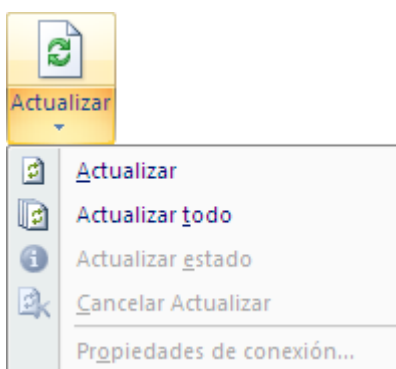 Actualizar
Actualizar
Actualizar todo
Actualizar estado
Cancelar Actualizar
Propiedades de conexión...